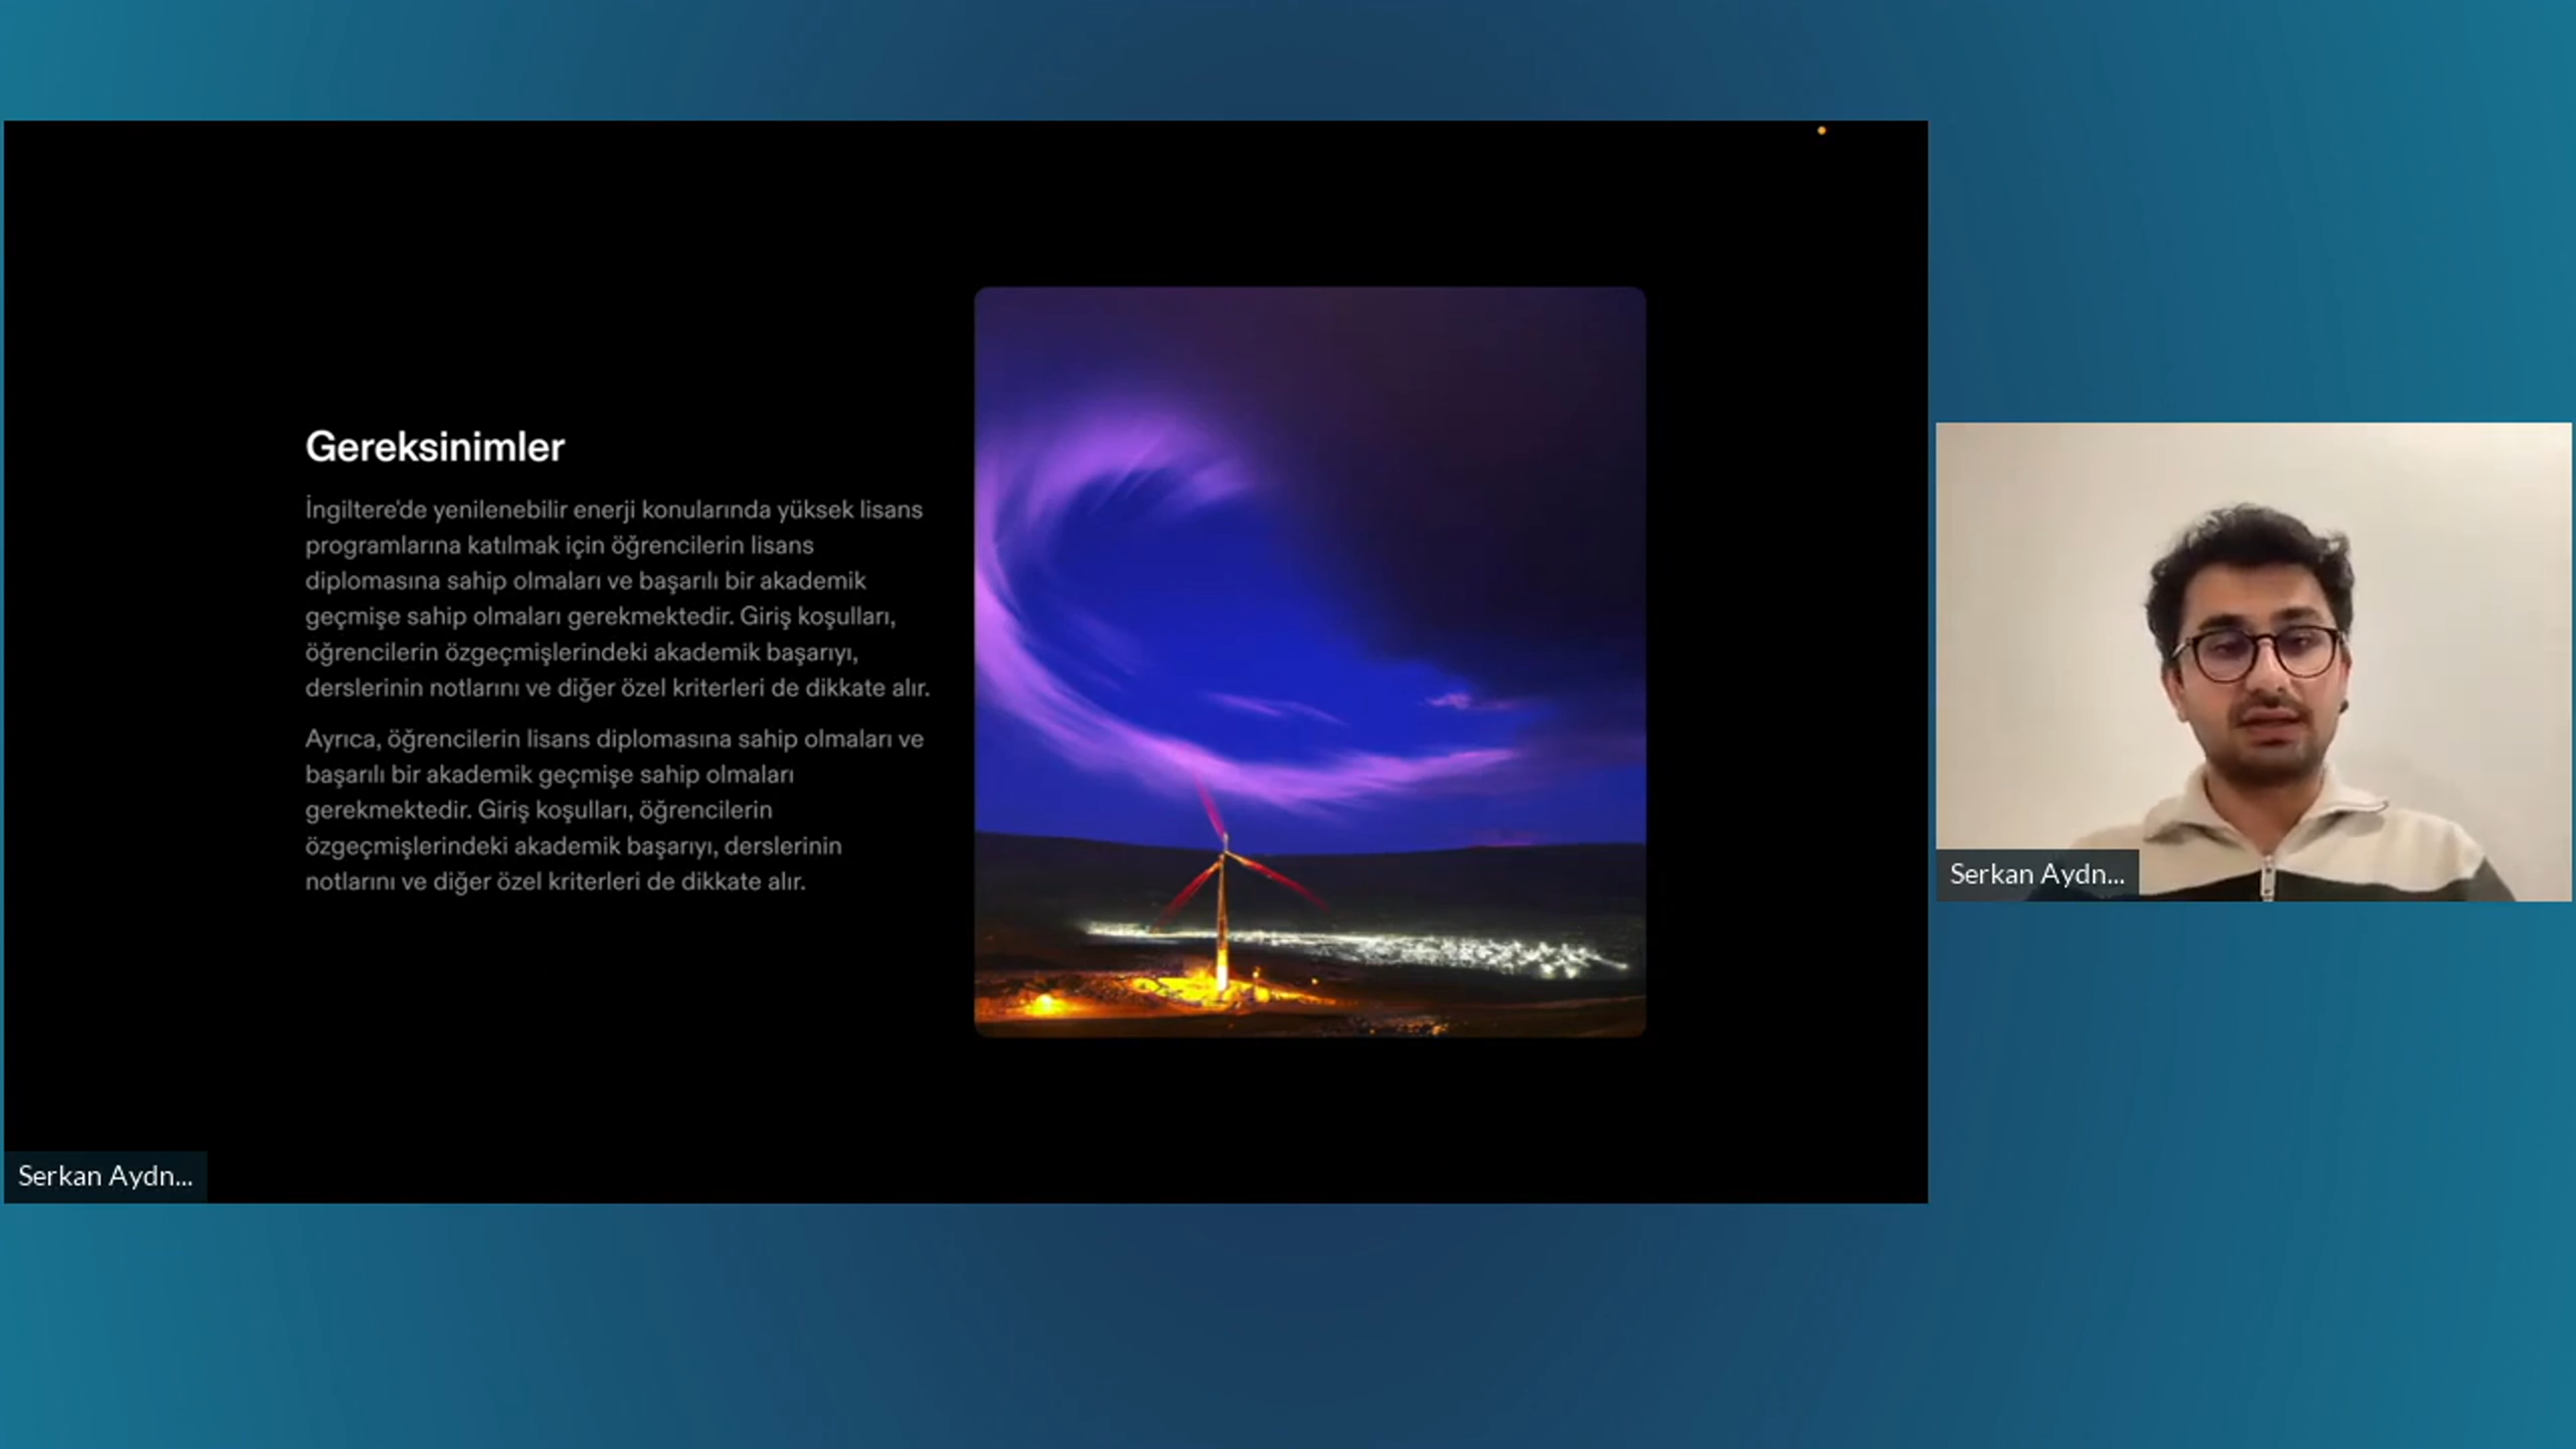 Gereksinimler
İngiltere'de yenilenebilir enerji konularında yüksek lisans
programlarına katılmak için öğrencilerin lisans
diplomasına sahip olmaları ve başarılı bir akademik
geçmişe sahip olmaları gerekmektedir. Giriş koşulları,
öğrencilerin özgeçmişlerindeki akademik başarıyı,
derslerinin notlarını ve diğer özel kriterleri de dikkate alır.
Ayrıca, öğrencilerin lisans diplomasına sahip olmaları ve
başarılı bir akademik geçmişe sahip olmaları
gerekmektedir. Giriş koşulları, öğrencilerin
özgeçmişlerindeki akademik başarıyı, derslerinin
notlarını ve diğer özel kriterleri de dikkate alır.
Serkan Aydn...
Serkan Aydn...